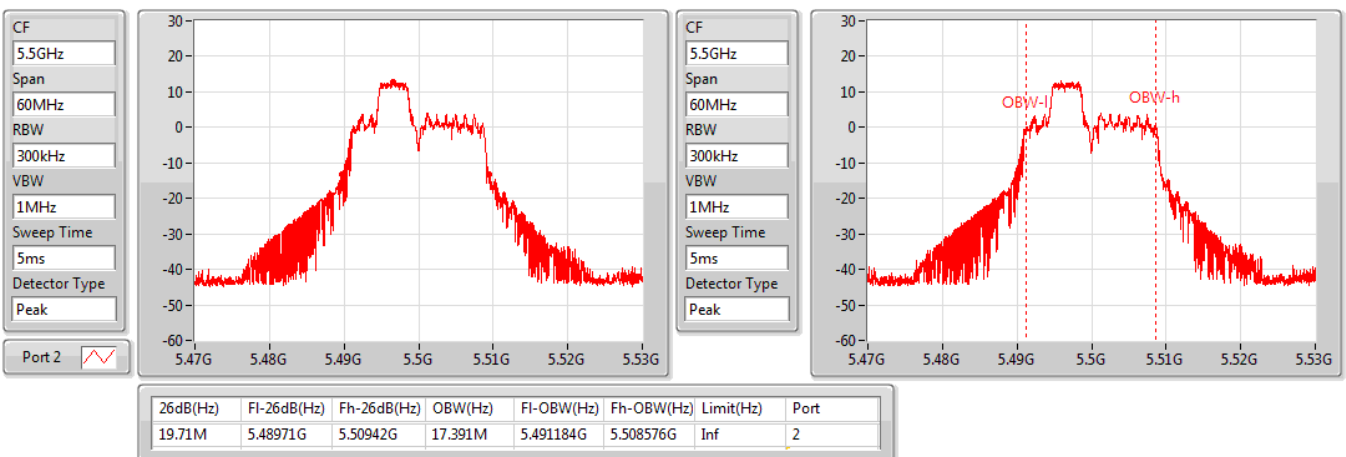 CF
5.5GHz
Span
60MHz
RBW
300kHz
VBW
1MHz
Sweep Time
5ms
Detector Type
Peak
Port 2
30
20
10
0
-10
-20
-30
-40
-50
-60
5.47G 5.48G 5.49G 5.5G 5.51G 5.52G 5.53G
CF
5.5GHz
Span
60MHz
RBW
300kHz
VBW
1MHz
Sweep Time
5ms
Detector Type
Peak
30
20
10
0
-10
-20
-30
-40
-50
-60
OBW-l OBW-h
5.47G 5.48G 5.49G 5.5G 5.51G 5.52G 5.53G
26dB(Hz) Fl-26dB(Hz) Fh-26dB(Hz) OBW(Hz) Fl-OBW(Hz) Fh-OBW(Hz) Limit(Hz) Port
19.71M 5.48971G 5.50942G 17.391M 5.491184G 5.508576G Inf 2